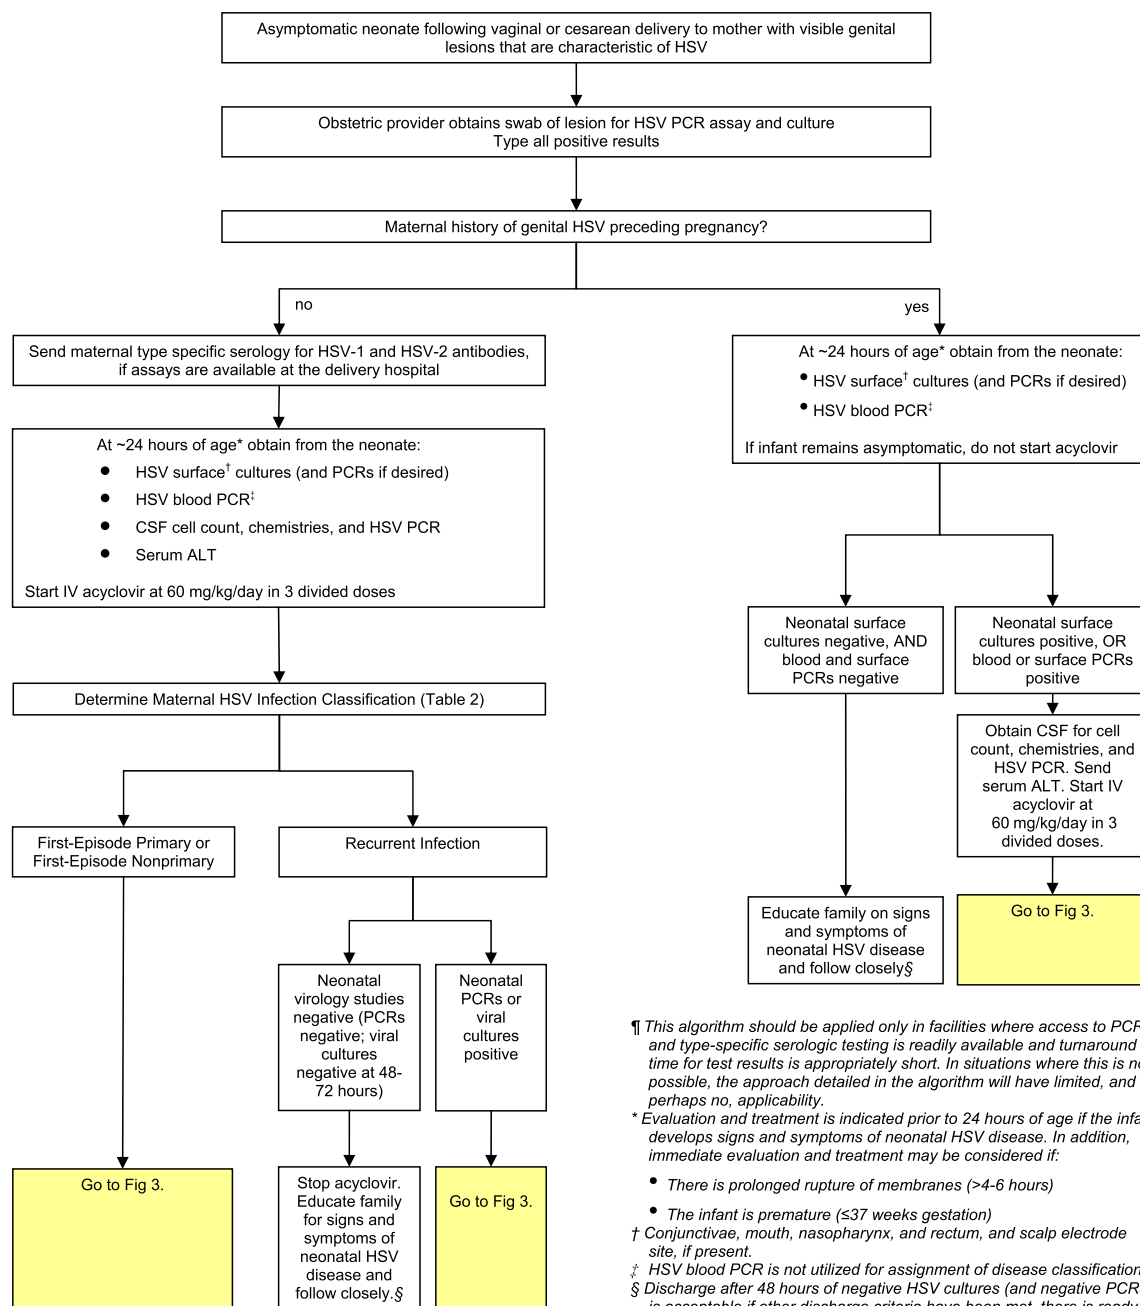 Asymptomatic neonate following vaginal or cesarean delivery to mother with visible genital
lesions that are characteristic of HSV
Obstetric provider obtains swab of lesion for HSV PCR assay and culture
Type all positive results
Maternal history of genital HSV preceding pregnancy?
no
yes
Send maternal type specific serology for HSV-1 and HSV-2 antibodies,
if assays are available at the delivery hospital
At ~24 hours of age* obtain from the neonate:
● HSV surface† cultures (and PCRs if desired)
● HSV blood PCR‡
● CSF cell count, chemistries, and HSV PCR
● Serum ALT
Start IV acyclovir at 60 mg/kg/day in 3 divided doses
Determine Maternal HSV Infection Classification (Table 2)
First-Episode Primary or
First-Episode Nonprimary
Recurrent Infection
Neonatal
virology studies
negative (PCRs
negative; viral
cultures
negative at 48-
72 hours)
Neonatal
PCRs or
viral
cultures
positive
Go to Fig 3.
Stop acyclovir.
Educate family
for signs and
symptoms of
neonatal HSV
disease and
follow closely.§
Go to Fig 3.
At ~24 hours of age* obtain from the neonate:
● HSV surface† cultures (and PCRs if desired)
● HSV blood PCR‡
If infant remains asymptomatic, do not start acyclovir
Neonatal surface
cultures negative, AND
blood and surface
PCRs negative
Neonatal surface
cultures positive, OR
blood or surface PCRs
positive
Obtain CSF for cell
count, chemistries, and
HSV PCR. Send
serum ALT. Start IV
acyclovir at
60 mg/kg/day in 3
divided doses.
Educate family on signs
and symptoms of
neonatal HSV disease
and follow closely§
Go to Fig 3.
¶ This algorithm should be applied only in facilities where access to PCR
and type-specific serologic testing is readily available and turnaround
time for test results is appropriately short. In situations where this is
possible, the approach detailed in the algorithm will have limited, and
perhaps no, applicability.
* Evaluation and treatment is indicated prior to 24 hours of age if the
develops signs and symptoms of neonatal HSV disease. In addition,
immediate evaluation and treatment may be considered if:
● There is prolonged rupture of membranes (>4-6 hours)
● The infant is premature (≤37 weeks gestation)
† Conjunctivae, mouth, nasopharynx, and rectum, and scalp electrode
site, if present.
‡ HSV blood PCR is not utilized for assignment of disease classification
§ Discharge after 48 hours of negative HSV cultures (and negative PCR
is acceptable if other discharge criteria have been met, there is